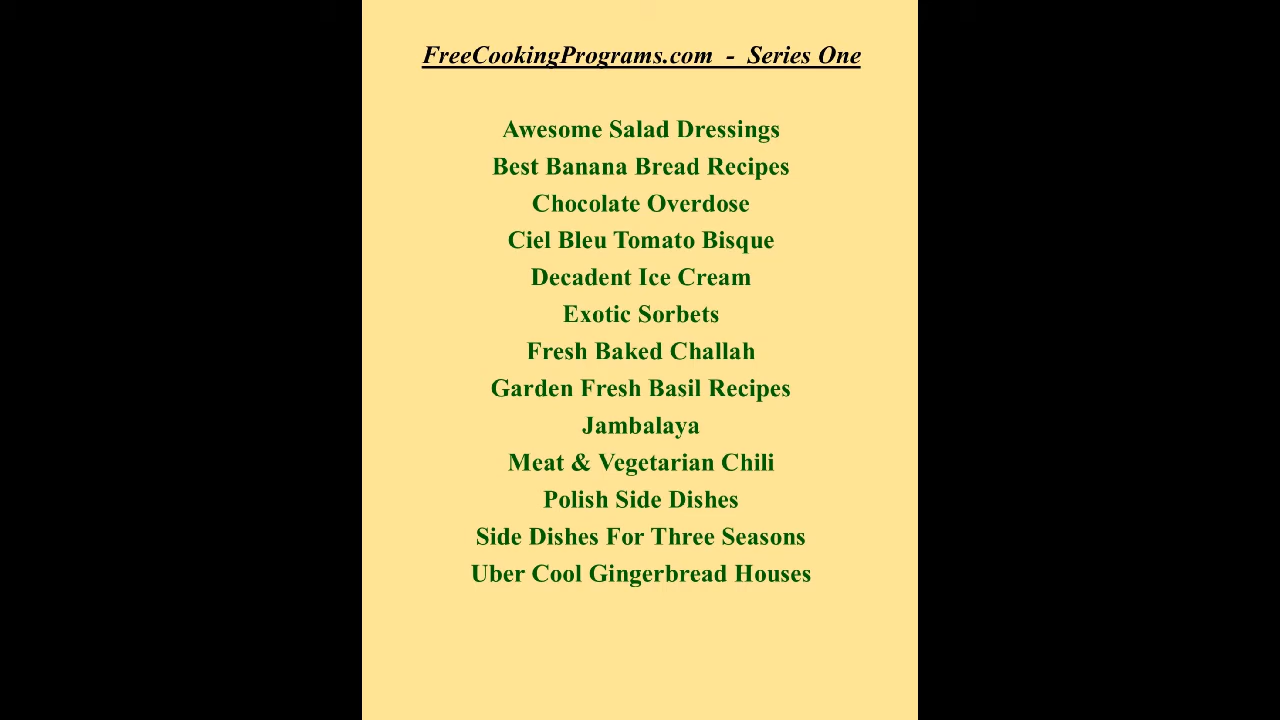 FreeCookingPrograms.com - Series One
Awesome Salad Dressings
Best Banana Bread Recipes
Chocolate Overdose
Ciel Bleu Tomato Bisque
Decadent Ice Cream
Exotic Sorbets
Fresh Baked Challah
Garden Fresh Basil Recipes
Jambalaya
Meat & Vegetarian Chili
Polish Side Dishes
Side Dishes For Three Seasons
Uber Cool Gingerbread Houses